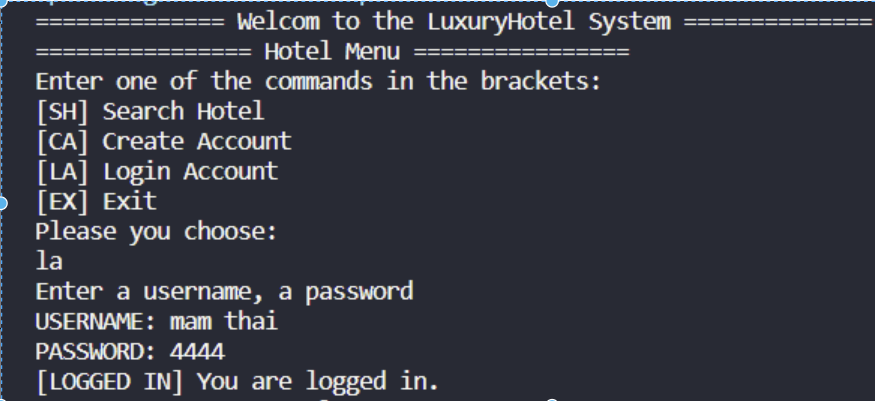 ============== Welcom to the LuxuryHotel System ==============
================ Hotel Menu ================
Enter one of the commands in the brackets:
[SH] Search Hotel
[CA] Create Account
[LA] Login Account
[EX] Exit
Please you choose:
la
Enter a username, a password
USERNAME: mam thai
PASSWORD: 4444
[LOGGED IN] You are logged in.